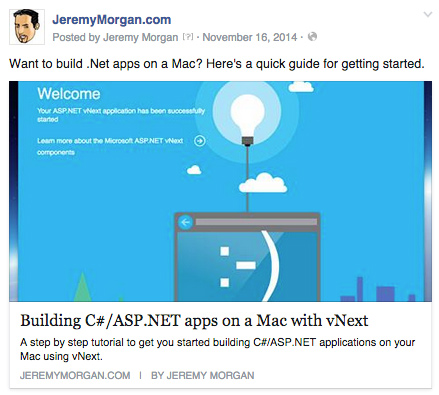 JeremyMorgan.com
Posted by Jeremy Morgan [?] · November 16, 2014 ·
Want to build .Net apps on a Mac? Here's a quick guide for getting started.
Welcome
Your ASP.NET vNext application has been successfully
started
Learn more about the Microsoft ASP.NET vNext
components
:-)
Building C#/ASP.NET apps on a Mac with vNext
A step by step tutorial to get you started building C#/ASP.NET applications on your
Mac using vNext.
JEREMYMORGAN.COM | BY JEREMY MORGAN